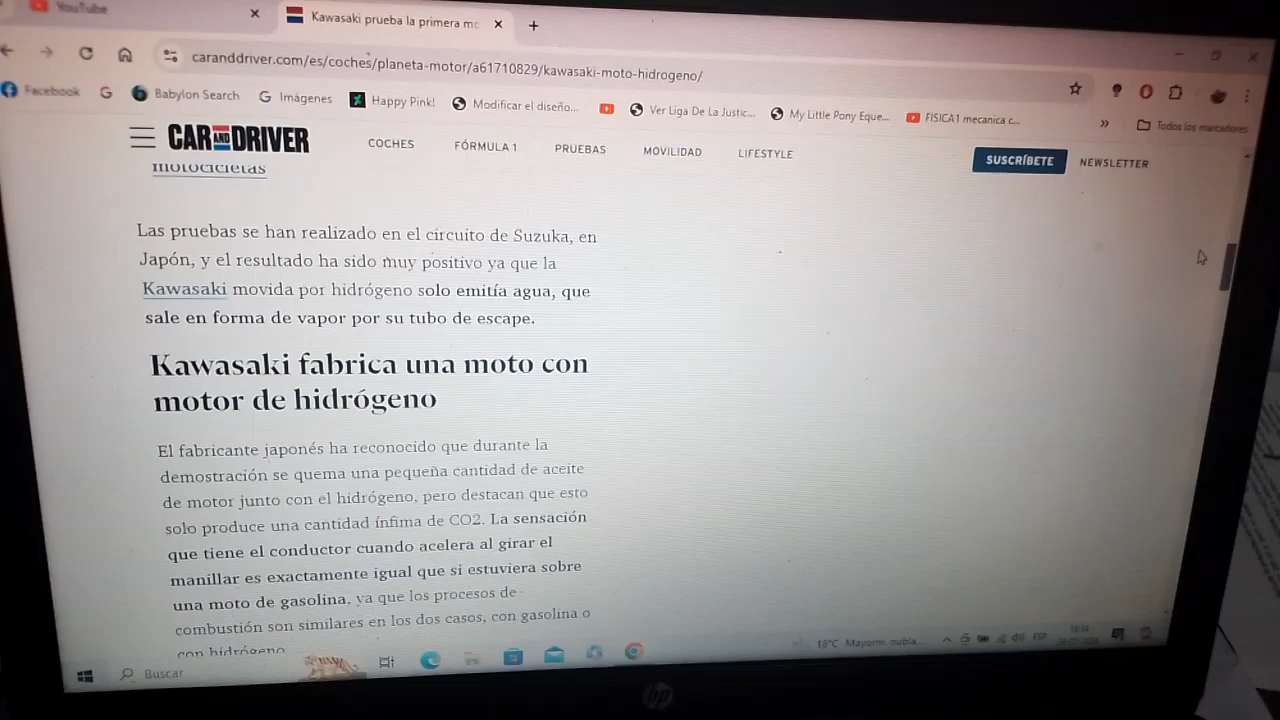 YouTube
Kawasaki prueba la primera mo
caranddriver.com/es/coches/planeta-motor/a61710829/kawasaki-moto-hidrogeno/
Facebook
Babylon Search
Imágenes
Happy Pink!
Modificar el diseño...
Ver Liga De La Justic...
My Little Pony Eque...
FISICA1 mecanica c...
»
Todos los marcadores
CAR AND DRIVER
COCHES
FÓRMULA 1
PRUEBAS
MOVILIDAD
LIFESTYLE
SUSCRÍBETE
NEWSLETTER
motocicletas
Las pruebas se han realizado en el circuito de Suzuka, en
Japón, y el resultado ha sido muy positivo ya que la
Kawasaki movida por hidrógeno solo emitía agua, que
sale en forma de vapor por su tubo de escape.
Kawasaki fabrica una moto con
motor de hidrógeno
El fabricante japonés ha reconocido que durante la
demostración se quema una pequeña cantidad de aceite
de motor junto con el hidrógeno, pero destacan que esto
solo produce una cantidad ínfima de CO2. La sensación
que tiene el conductor cuando acelera al girar el
manillar es exactamente igual que si estuviera sobre
una moto de gasolina, ya que los procesos de
combustión son similares en los dos casos, con gasolina o
con hidrógeno
Buscar
18°C Mayorm. nubla...
ESP
hp